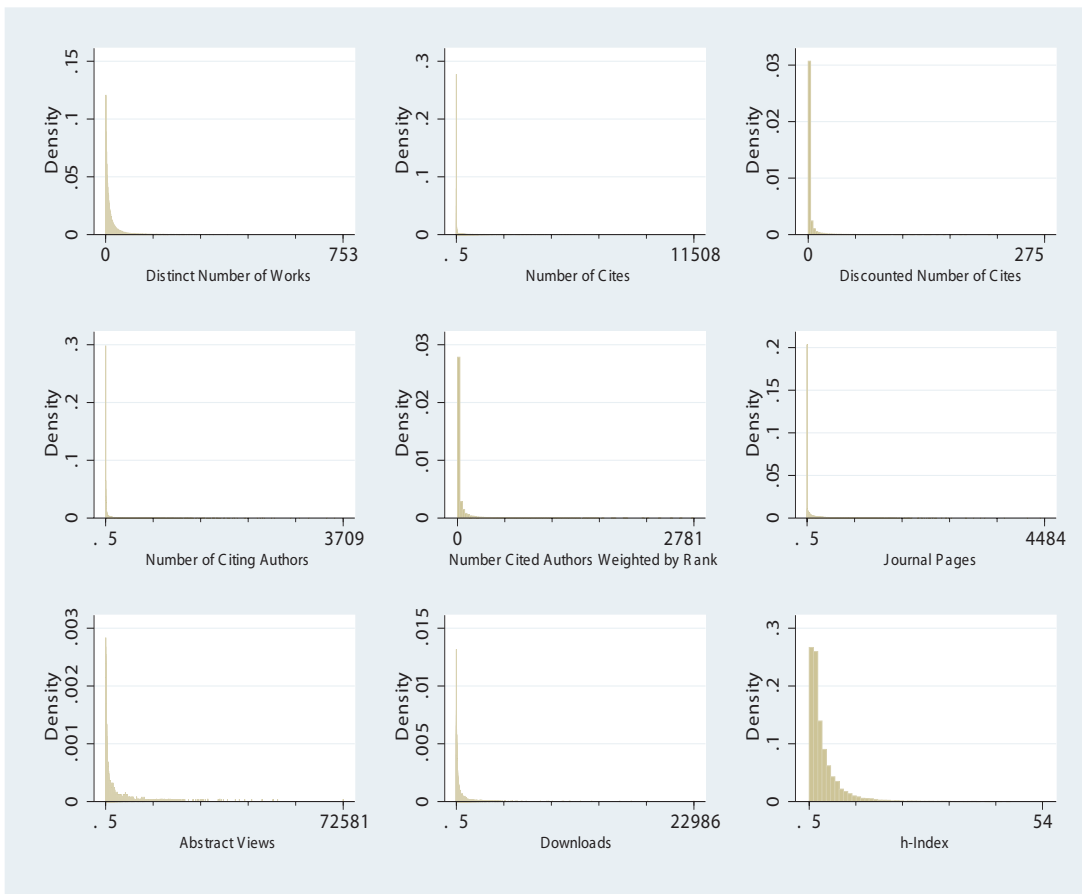 Density
.15
.1
.05
0
0 753
Distinct Number of Works
Density
.3
.2
.1
0
. 5 11508
Number of Cites
Density
.03
.02
.01
0
0 275
Discounted Number of Cites
Density
.3
.2
.1
0
. 5 3709
Number of Citing Authors
Density
.03
.02
.01
0
0 2781
Number Cited Authors Weighted by Rank
Density
.2
.15
.1
.05
0
. 5 4484
Journal Pages
Density
.003
.002
.001
0
. 5 72581
Abstract Views
Density
.015
.01
.005
0
. 5 22986
Downloads
Density
.3
.2
.1
0
. 5 54
h-Index